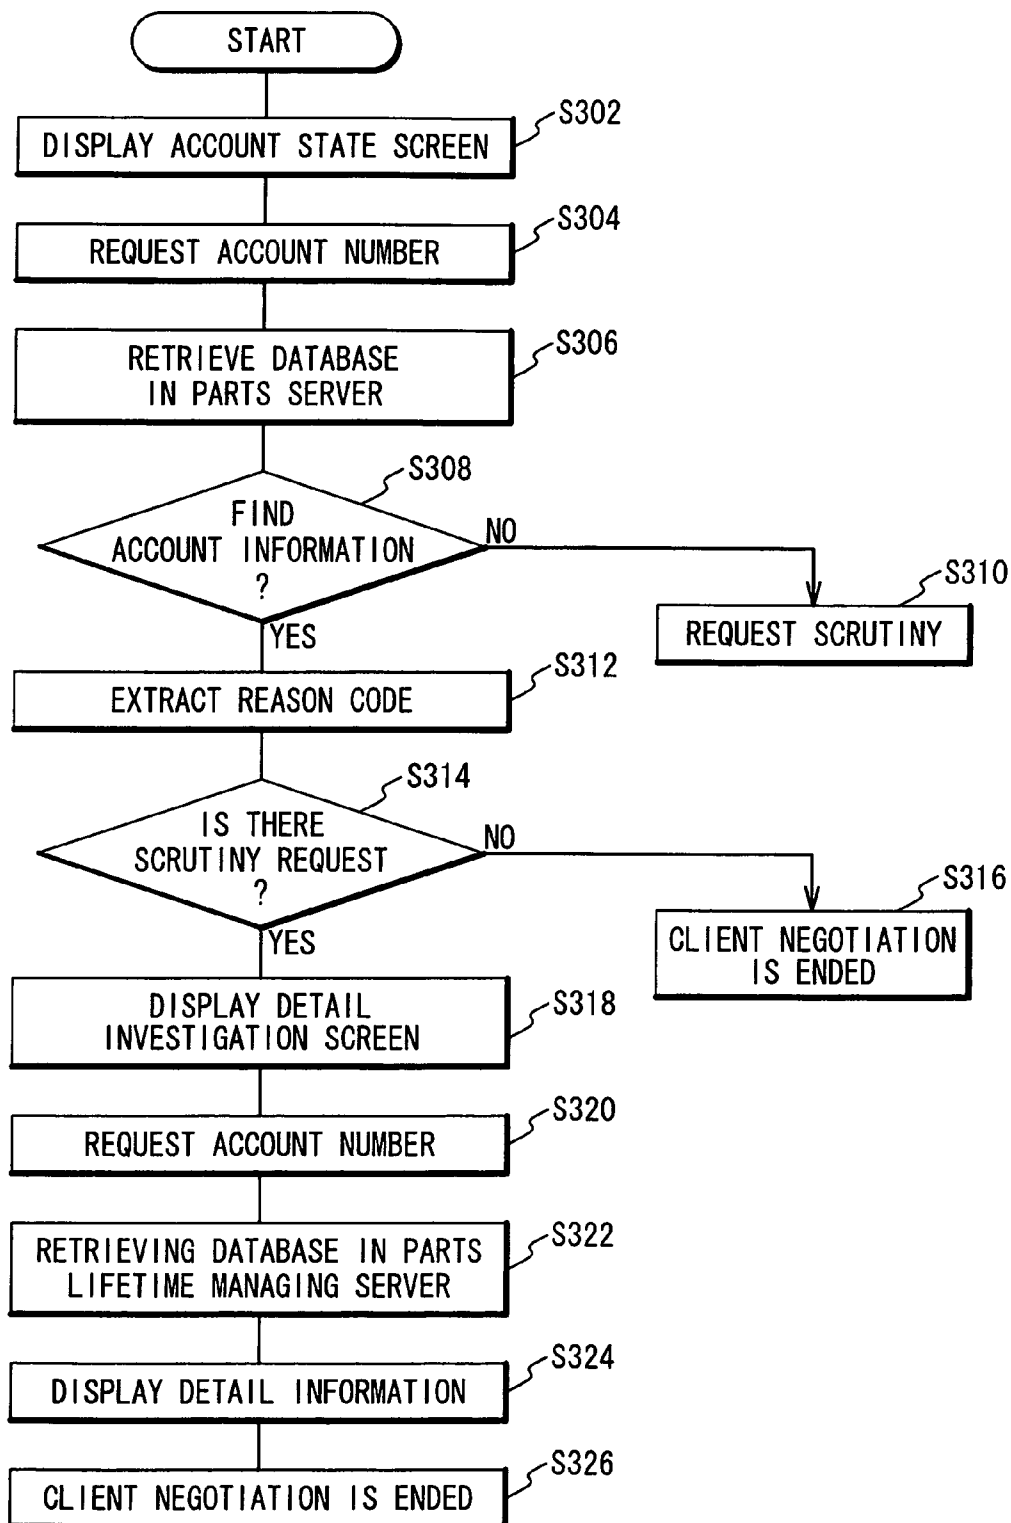 START
DISPLAY ACCOUNT STATE SCREEN
S302
REQUEST ACCOUNT NUMBER
S304
RETRIEVE DATABASE
IN PARTS SERVER
S306
FIND
ACCOUNT INFORMATION
?
S308
NO
YES
REQUEST SCRUTINY
S310
EXTRACT REASON CODE
S312
IS THERE
SCRUTINY REQUEST
?
S314
NO
YES
CLIENT NEGOTIATION
IS ENDED
S316
DISPLAY DETAIL
INVESTIGATION SCREEN
S318
REQUEST ACCOUNT NUMBER
S320
RETRIEVING DATABASE IN PARTS
LIFETIME MANAGING SERVER
S322
DISPLAY DETAIL INFORMATION
S324
CLIENT NEGOTIATION IS ENDED
S326